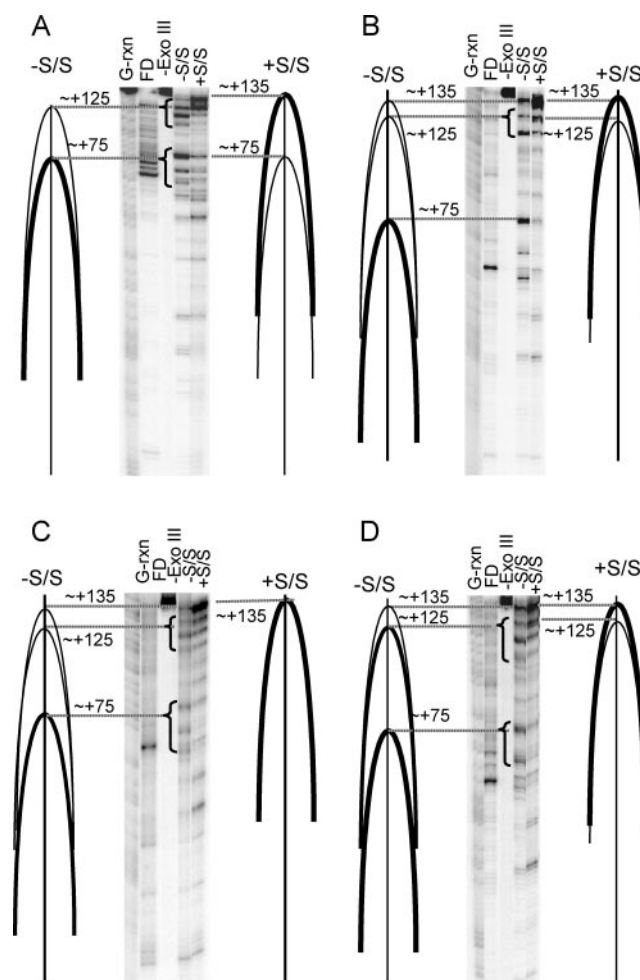 A
G-rxn
FD
-Exo III
-S/S
+S/S
-S/S
+S/S
~+125
~+135
~+75
~+75
B
G-rxn
FD
-Exo III
-S/S
+S/S
-S/S
+S/S
~+135
~+135
~+125
~+125
~+75
C
G-rxn
FD
-Exo III
-S/S
+S/S
-S/S
+S/S
~+135
~+135
~+125
~+75
D
G-rxn
FD
-Exo III
-S/S
+S/S
-S/S
+S/S
~+135
~+135
~+125
~+125
~+75